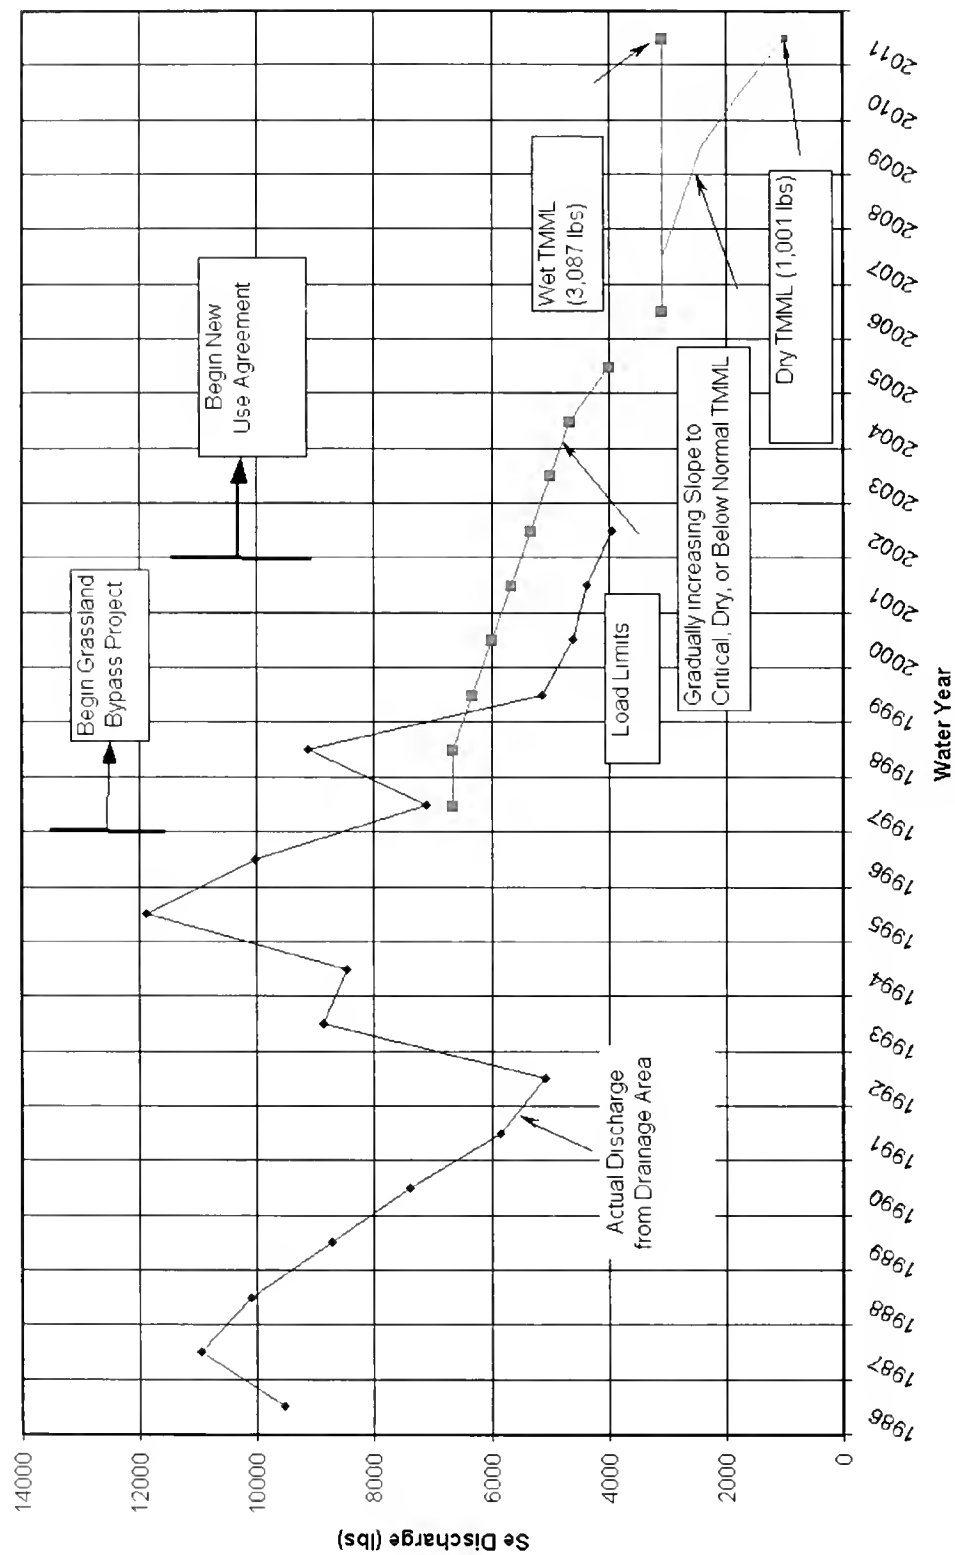 Se Discharge (lbs)
14000
12000
10000
8000
6000
4000
2000
0
Begin Grassland
Bypass Project
Begin New
Use Agreement
Wet TMML
(3,087 lbs)
Actual Discharge
from Drainage Area
Load Limits
Gradually increasing Slope to
Critical, Dry, or Below Normal TMML
Dry TMML (1,001 lbs)
1986
1987
1988
1989
1990
1991
1992
1993
1994
1995
1996
1997
1998
1999
2000
2001
2002
2003
2004
2005
2006
2007
2008
2009
2010
2011
Water Year